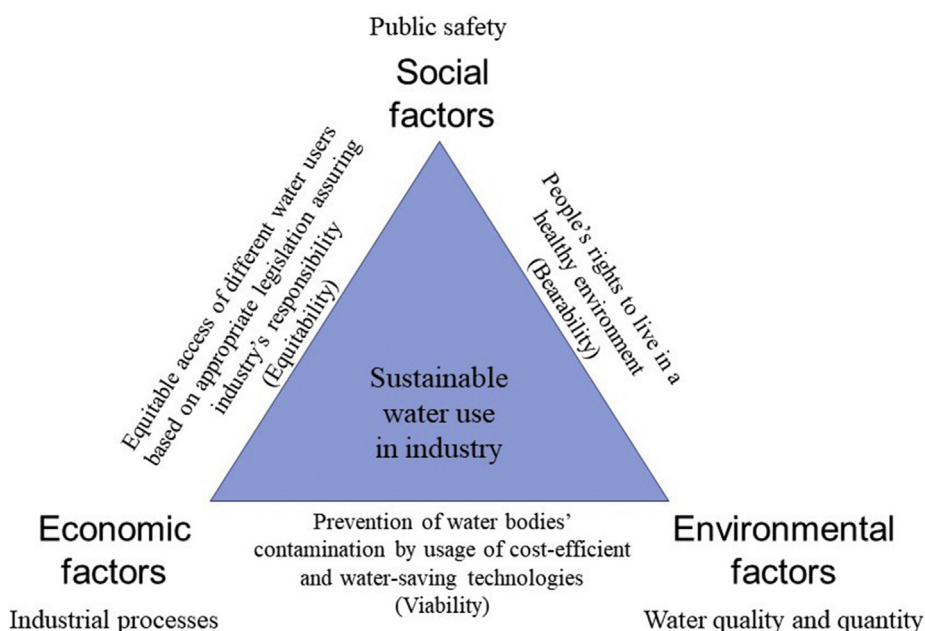 Public safety
Social
factors
Equitable access of different water users
based on appropriate legislation assuring
industry's responsibility
(Equitability)
People's rights to live in a
healthy environment
(Bearability)
Sustainable
water use
in industry
Economic
factors
Industrial processes
Prevention of water bodies'
contamination by usage of cost-efficient
and water-saving technologies
(Viability)
Environmental
factors
Water quality and quantity